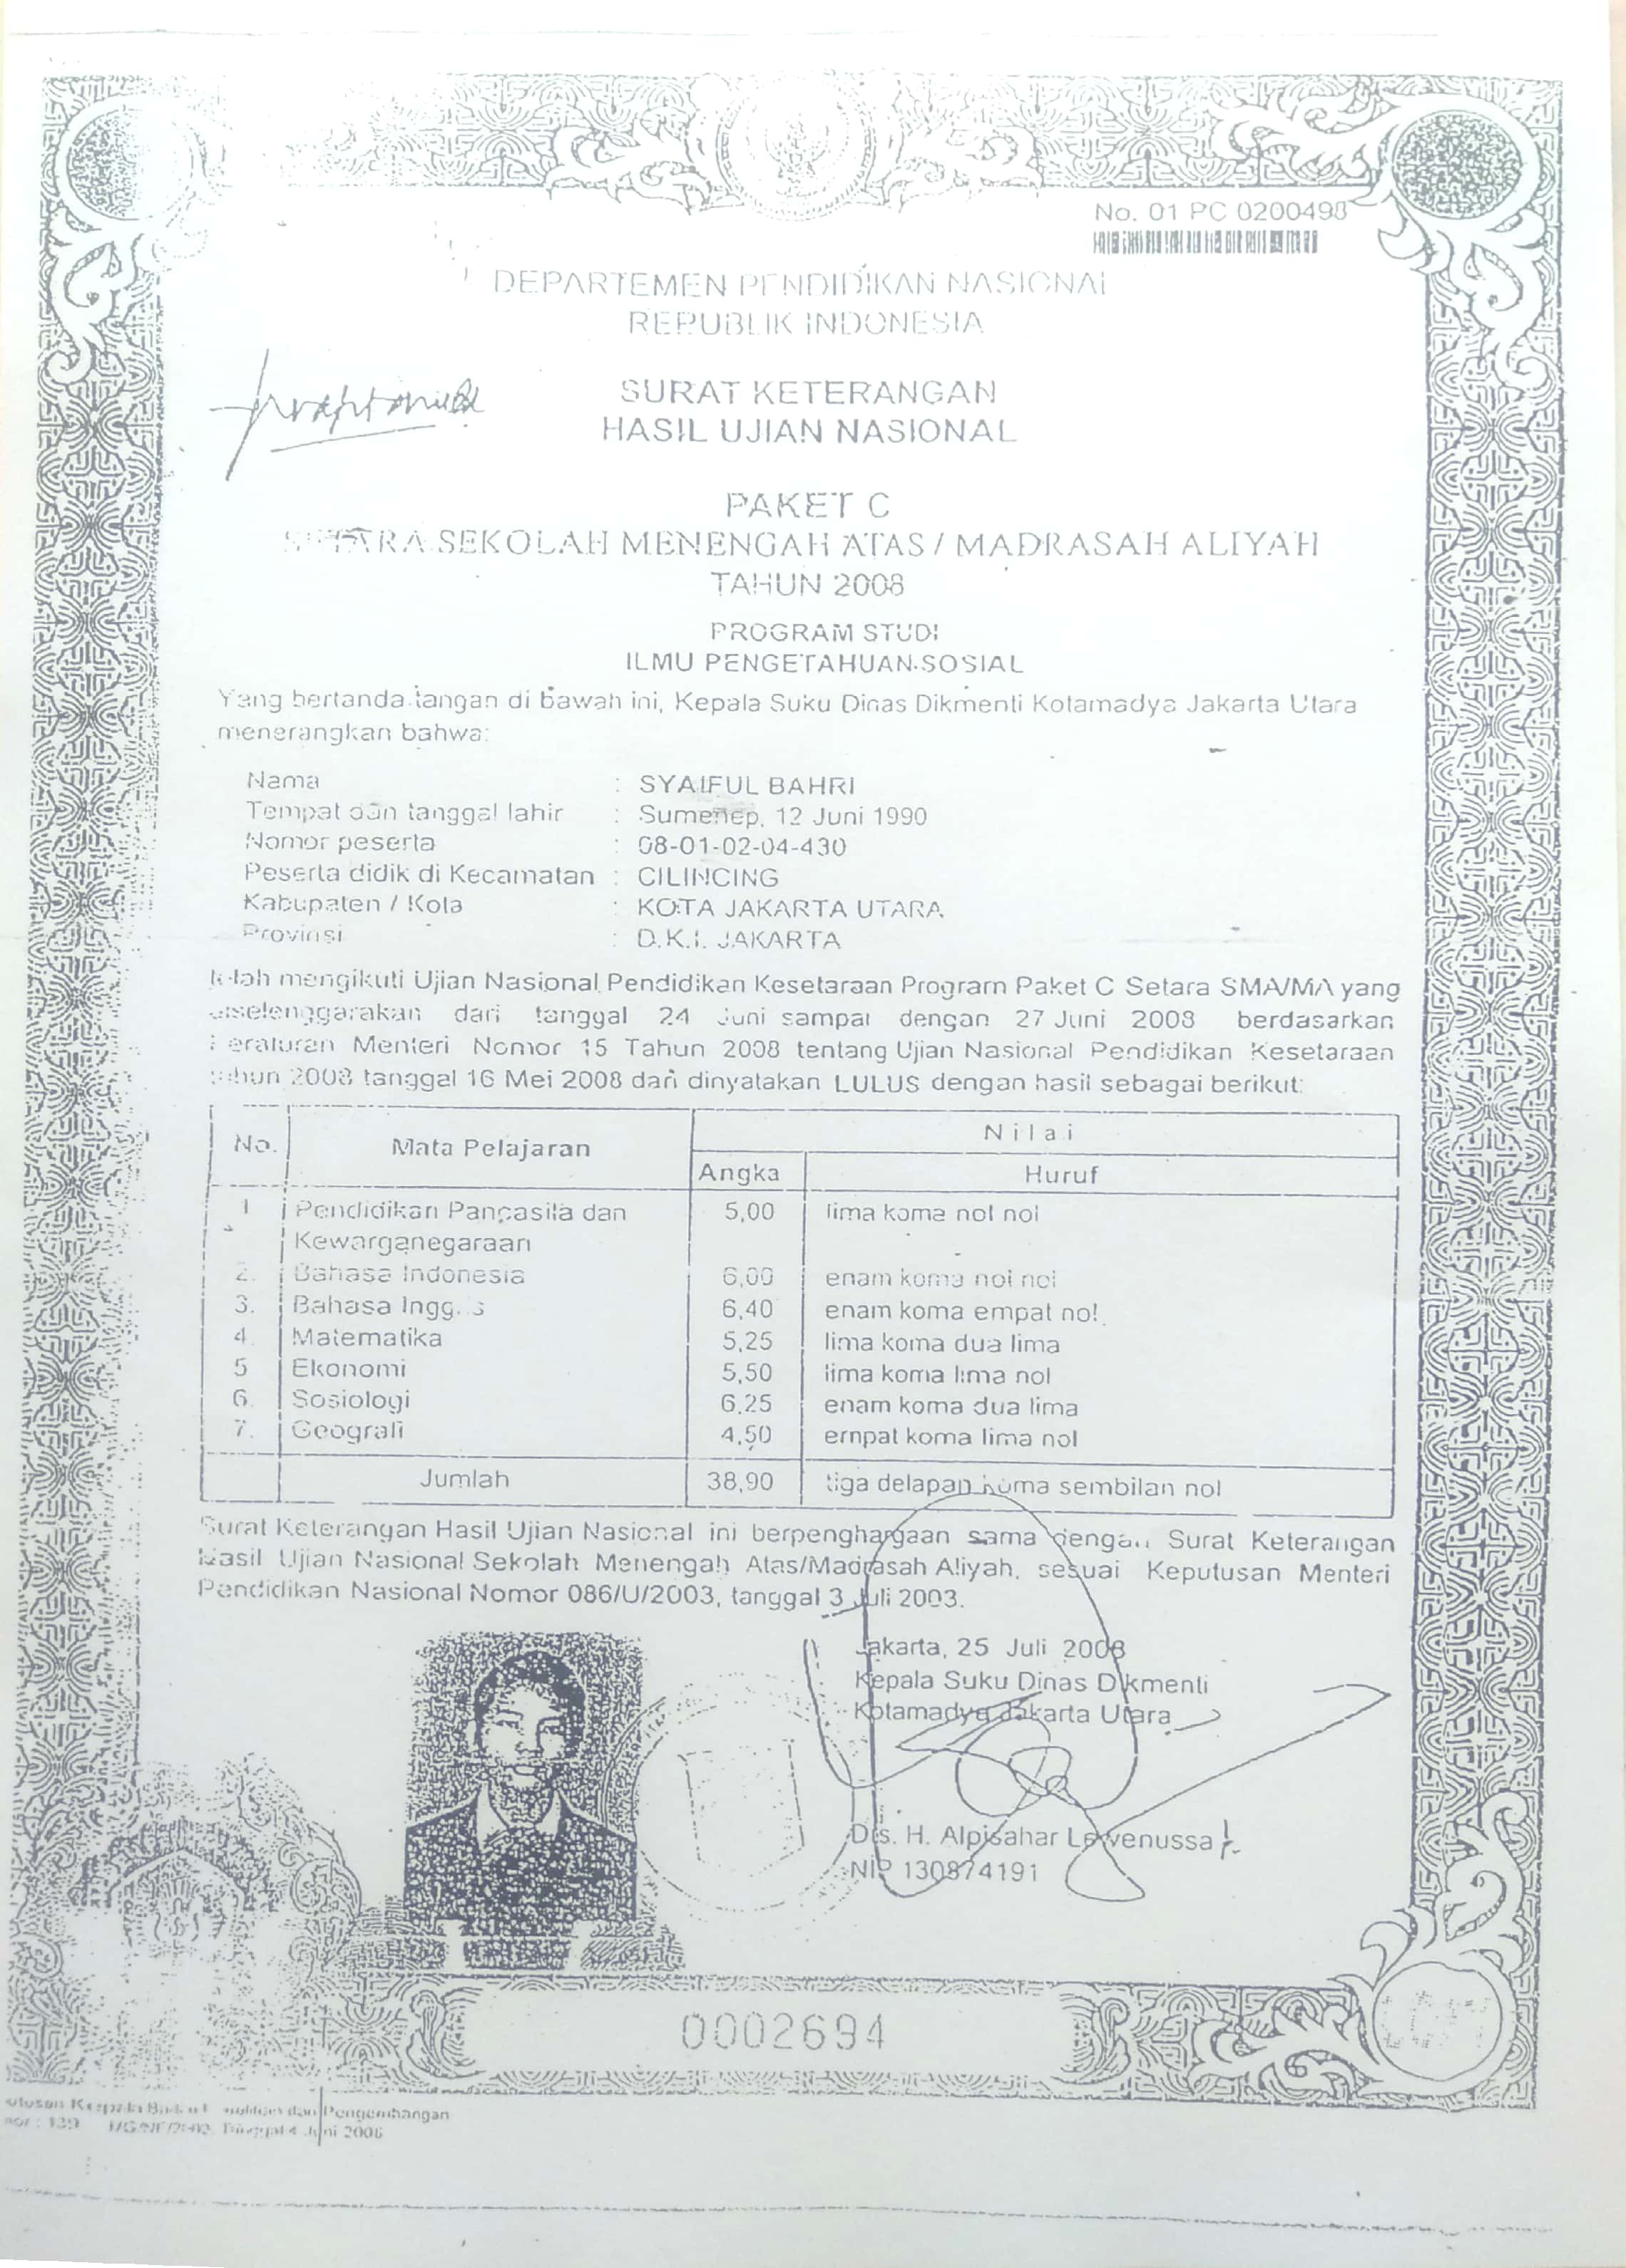 No. 01 PC 0200498
DEPARTEMEN PENDIDIKAN NASIONAL
REPUBLIK INDONESIA
SURAT KETERANGAN
HASIL UJIAN NASIONAL
PAKET C
SETARA SEKOLAH MENENGAH ATAS / MADRASAH ALIYAH
TAHUN 2008
PROGRAM STUDI
ILMU PENGETAHUAN SOSIAL
Yang bertanda tangan di bawah ini, Kepala Suku Dinas Dikmenti Kotamadya Jakarta Utara
menerangkan bahwa:
Nama : SYAIFUL BAHRI
Tempat dan tanggal lahir : Sumenep, 12 Juni 1990
Nomor peserta : 08-01-02-04-430
Peserta didik di Kecamatan : CILINCING
Kabupaten / Kota : KOTA JAKARTA UTARA
Provinsi : D.K.I. JAKARTA
telah mengikuti Ujian Nasional Pendidikan Kesetaraan Program Paket C Setara SMA/MA yang
diselenggarakan dari tanggal 24 Juni sampai dengan 27 Juni 2008 berdasarkan
Peraturan Menteri Nomor 15 Tahun 2008 tentang Ujian Nasional Pendidikan Kesetaraan
tahun 2008 tanggal 16 Mei 2008 dan dinyatakan LULUS dengan hasil sebagai berikut:
No. Mata Pelajaran Nilai
Angka Huruf
1 Pendidikan Pancasila dan 5,00 lima koma nol nol
Kewarganegaraan
2. Bahasa Indonesia 6,00 enam koma nol nol
3. Bahasa Inggris 6,40 enam koma empat nol
4. Matematika 5,25 lima koma dua lima
5 Ekonomi 5,50 lima koma lima nol
6. Sosiologi 6,25 enam koma dua lima
7. Geografi 4,50 empat koma lima nol
Jumlah 38,90 tiga delapan koma sembilan nol
Surat Keterangan Hasil Ujian Nasional ini berpenghargaan sama dengan Surat Keterangan
Hasil Ujian Nasional Sekolah Menengah Atas/Madrasah Aliyah, sesuai Keputusan Menteri
Pendidikan Nasional Nomor 086/U/2003, tanggal 3 Juli 2003.
Jakarta, 25 Juli 2008
Kepala Suku Dinas Dikmenti
Kotamadya Jakarta Utara
Drs. H. Alpisahar Lewenussa
NIP 130874191
0002694
dan Pengembangan
Tanggal 4 Juni 2008